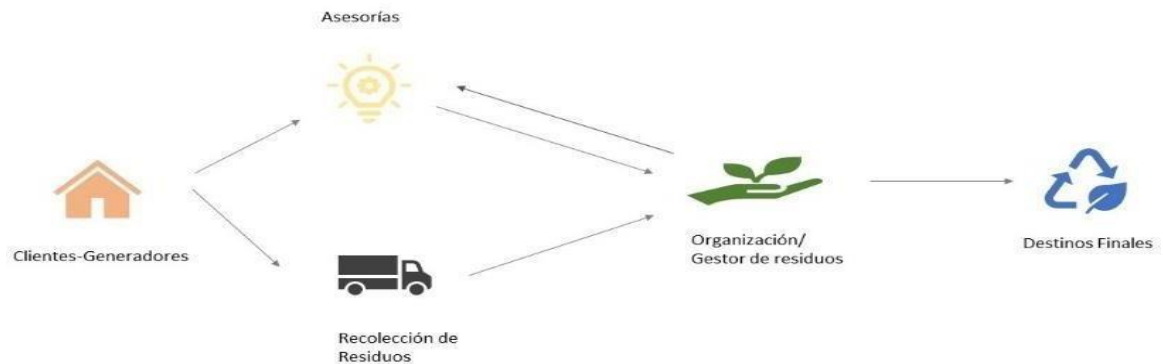 Asesorías
Clientes-Generadores
Organización/
Gestor de residuos
Destinos Finales
Recolección de
Residuos